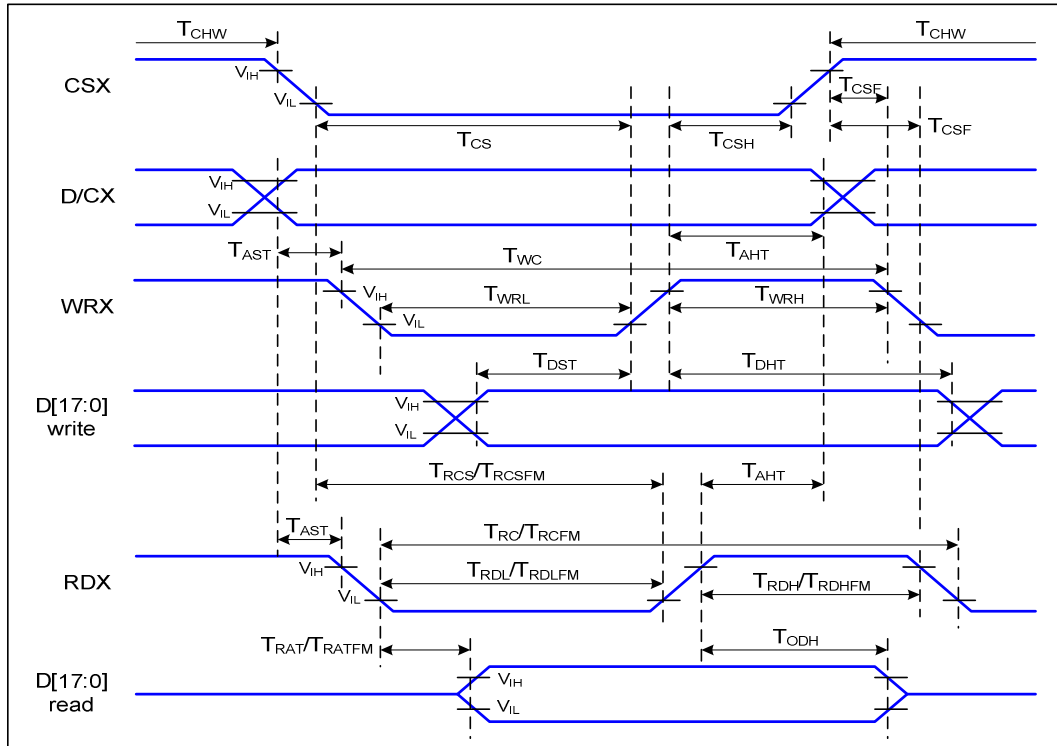 TCHW TCHW
CSX VIH VIL TCSF
TCS TCSH TCSF
D/CX VIH VIL
TAST TWC TAHT
WRX VIH VIL TWRL TWRH
TDST TDHT
D[17:0] write VIH VIL
TRCS/TRCSFM TAHT
TAST TRC/TRCFM
RDX VIH VIL TRDL/TRDLFM TRDH/TRDHFM
TRAT/TRATFM TODH
D[17:0] read VIH VIL